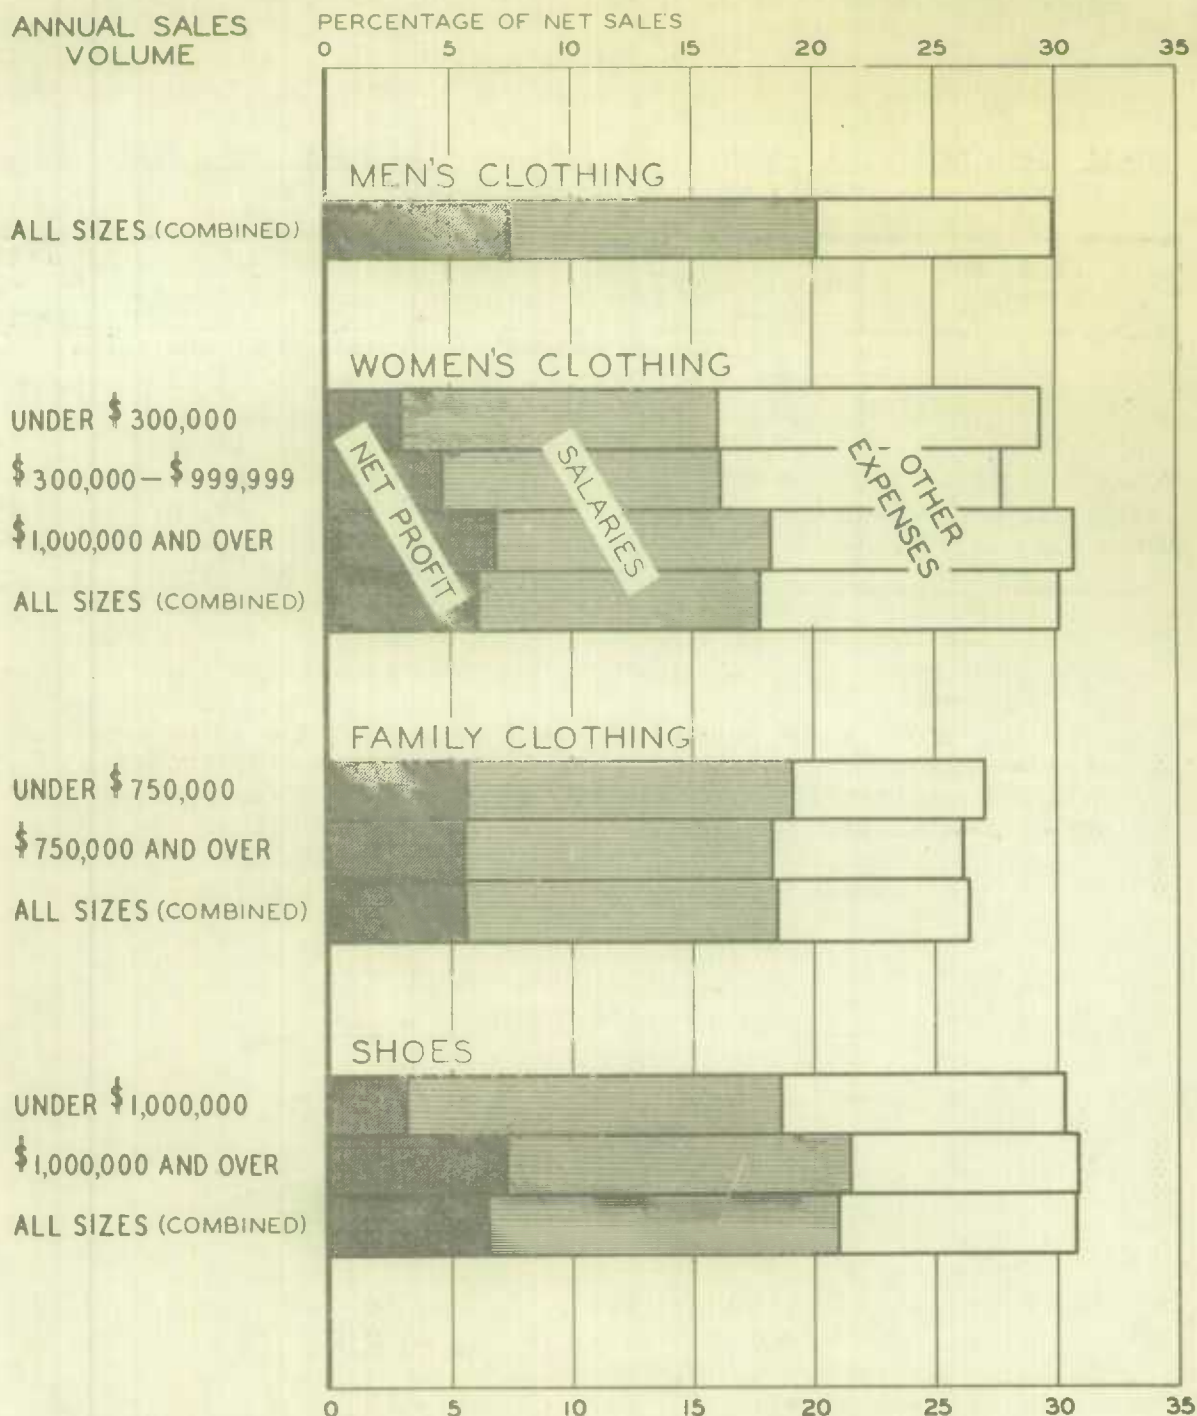 ANNUAL SALES VOLUME
PERCENTAGE OF NET SALES
0 5 10 15 20 25 30 35
MEN'S CLOTHING
ALL SIZES (COMBINED)
WOMEN'S CLOTHING
UNDER $300,000
$300,000-$999,999
$1,000,000 AND OVER
ALL SIZES (COMBINED)
NET PROFIT
SALARIES
OTHER EXPENSES
FAMILY CLOTHING
UNDER $750,000
$750,000 AND OVER
ALL SIZES (COMBINED)
SHOES
UNDER $1,000,000
$1,000,000 AND OVER
ALL SIZES (COMBINED)
0 5 10 15 20 25 30 35